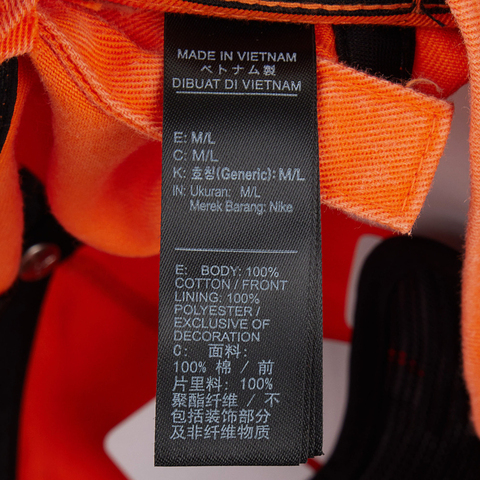 MADE IN VIETNAM
ベトナム製
DIBUAT DI VIETNAM
E: M/L
C: M/L
K: 호칭(Generic): M/L
IN: Ukuran: M/L
Merek Barang: Nike
E: BODY: 100%
COTTON / FRONT
LINING: 100%
POLYESTER /
EXCLUSIVE OF
DECORATION
C: 面料:
100% 棉 / 前
片里料: 100%
聚酯纤维 / 不
包括装饰部分
及非纤维物质